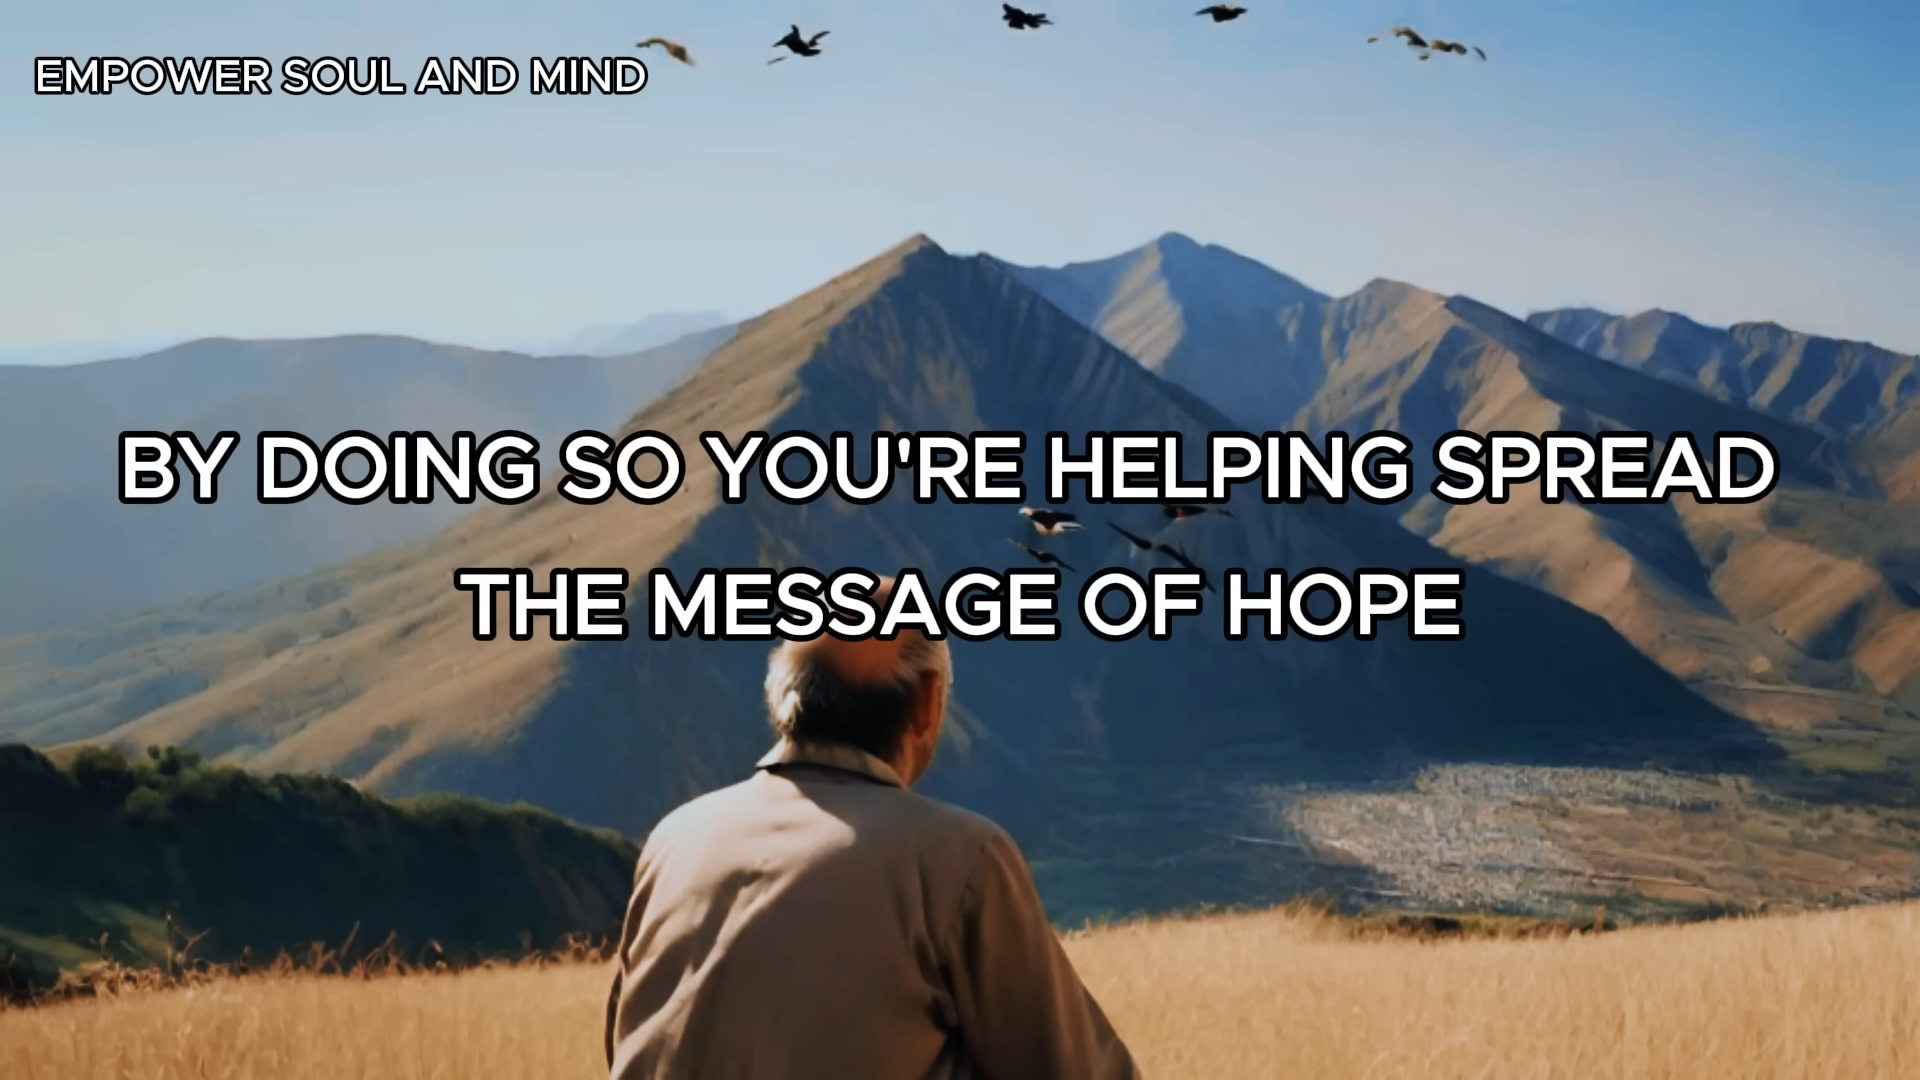 EMPOWER SOUL AND MIND
BY DOING SO YOU'RE HELPING SPREAD
THE MESSAGE OF HOPE